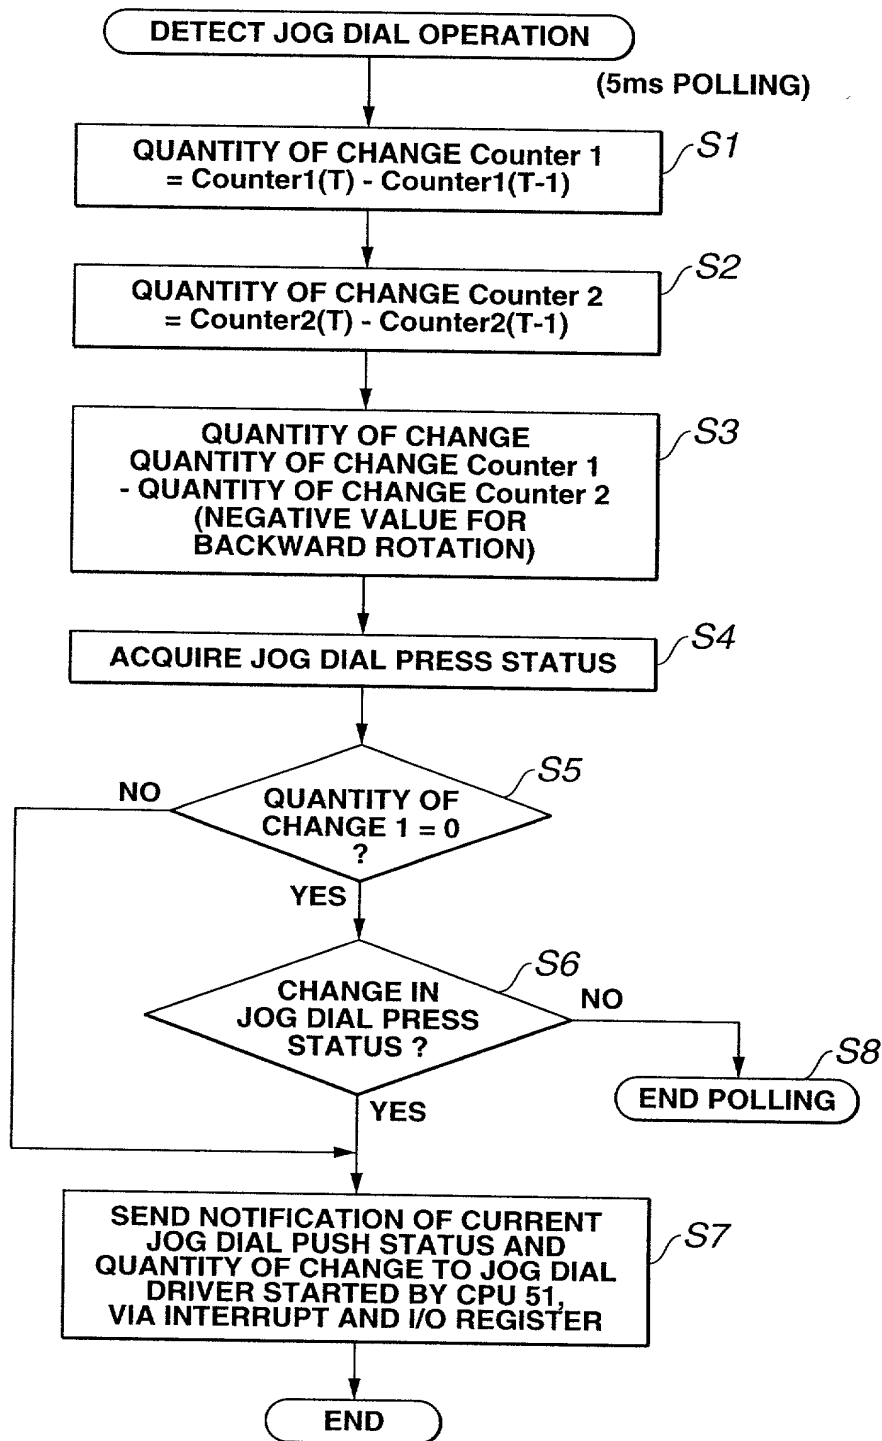 DETECT JOG DIAL OPERATION
(5ms POLLING)
S1
QUANTITY OF CHANGE Counter 1
= Counter1(T) - Counter1(T-1)
S2
QUANTITY OF CHANGE Counter 2
= Counter2(T) - Counter2(T-1)
S3
QUANTITY OF CHANGE
QUANTITY OF CHANGE Counter 1
- QUANTITY OF CHANGE Counter 2
(NEGATIVE VALUE FOR
BACKWARD ROTATION)
S4
ACQUIRE JOG DIAL PRESS STATUS
S5
NO
QUANTITY OF
CHANGE 1 = 0
?
YES
S6
CHANGE IN
JOG DIAL PRESS
STATUS ?
NO
S8
END POLLING
YES
S7
SEND NOTIFICATION OF CURRENT
JOG DIAL PUSH STATUS AND
QUANTITY OF CHANGE TO JOG DIAL
DRIVER STARTED BY CPU 51,
VIA INTERRUPT AND I/O REGISTER
END